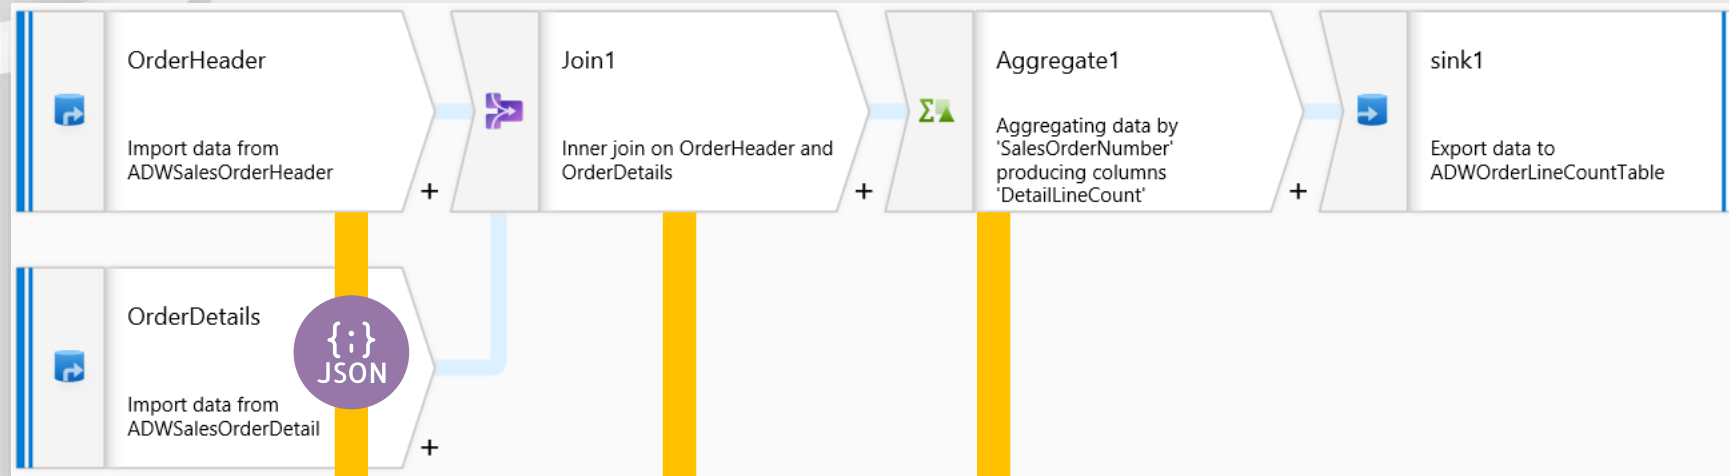 OrderHeader
Import data from
ADWSalesOrderHeader
+
Join1
Inner join on OrderHeader and
OrderDetails
+
Aggregate1
Aggregating data by
'SalesOrderNumber'
producing columns
'DetailLineCount'
+
sink1
Export data to
ADWOrderLineCountTable
OrderDetails
Import data from
ADWSalesOrderDetail
+
{;}
JSON